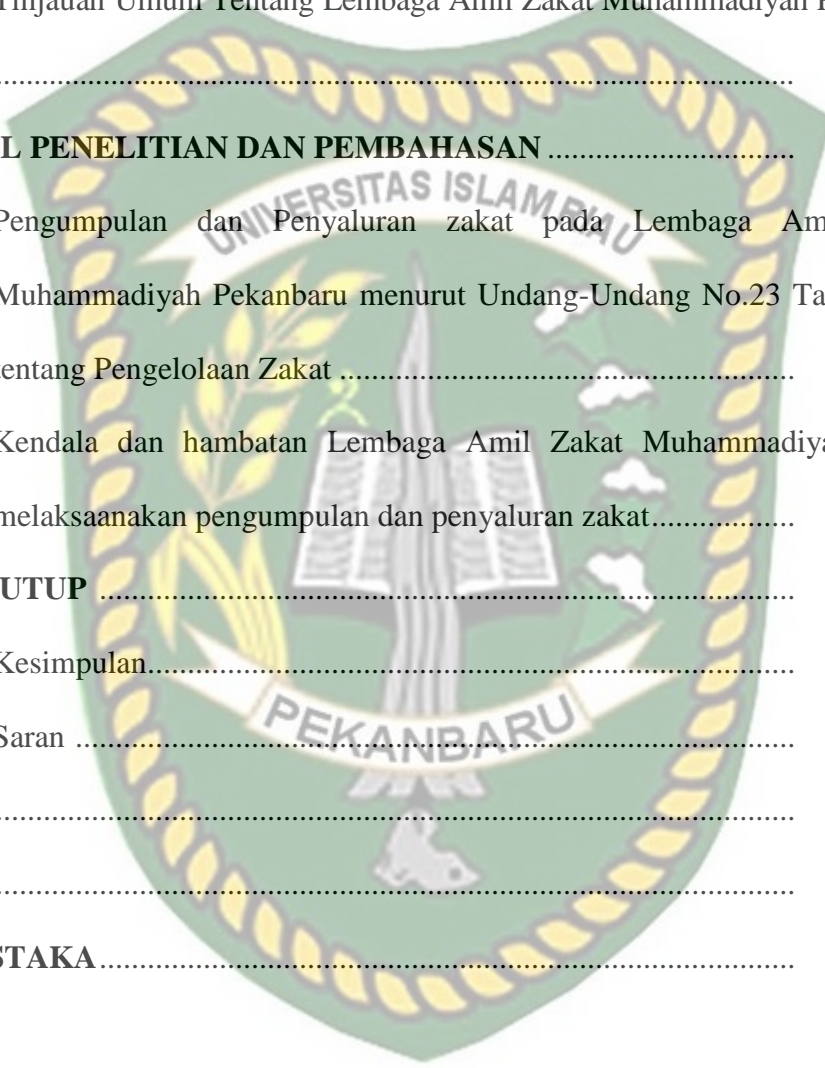 Tinjauan Umum Tentang Lembaga Amil Zakat Muhammadiyah
................................................................................
L PENELITIAN DAN PEMBAHASAN ..............................
UNIVERSITAS ISLAM RIAU
Pengumpulan dan Penyaluran zakat pada Lembaga Am
Muhammadiyah Pekanbaru menurut Undang-Undang No.23 Ta
tentang Pengelolaan Zakat ..............................
Kendala dan hambatan Lembaga Amil Zakat Muhammadiya
melaksaanakan pengumpulan dan penyaluran zakat.................
UTUP ................................................................................
Kesimpulan................................................................................
PEKANBARU
Saran ................................................................................
................................................................................
................................................................................
STAKA................................................................................